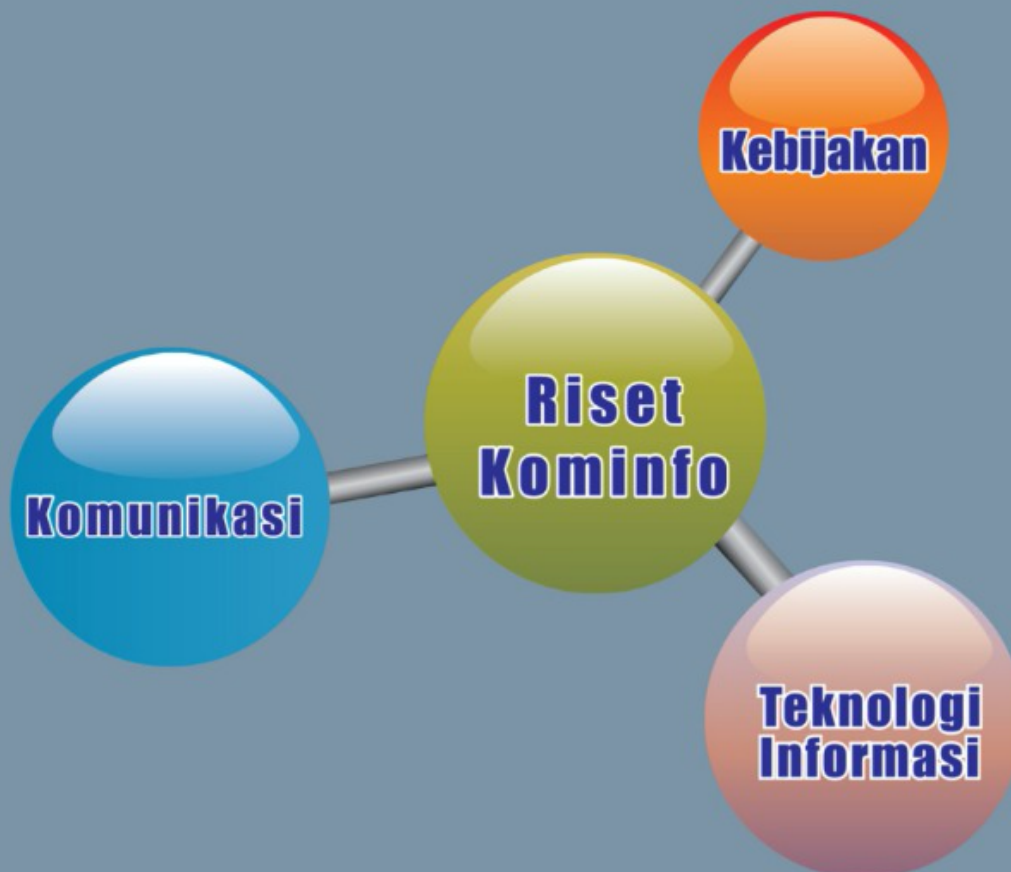 Kebijakan
Riset
Kominfo
Komunikasi
Teknologi
Informasi